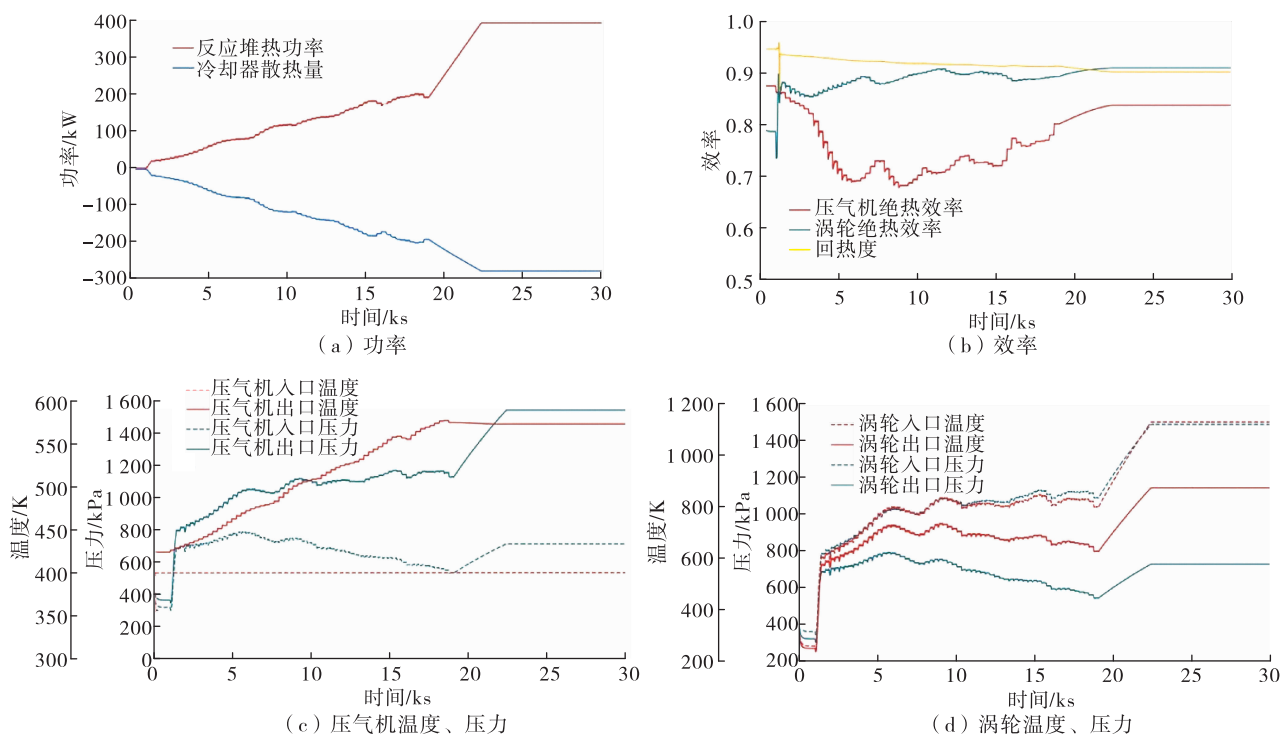 400
300
200
100
0
−100
−200
−300
功率/kW
反应堆热功率
冷却器散热量
0 5 10 15 20 25 30
时间/ks
(a)功率
1.0
0.9
0.8
0.7
0.6
0.5
效率
压气机绝热效率
涡轮绝热效率
回热度
0 5 10 15 20 25 30
时间/ks
(b)效率
600
550
500
450
400
350
300
温度/K
1 600
1 400
1 200
1 000
800
600
400
200
0
压力/kPa
压气机入口温度
压气机出口温度
压气机入口压力
压气机出口压力
0 5 10 15 20 25 30
时间/ks
(c)压气机温度、压力
1 200
1 000
800
600
400
200
温度/K
1 600
1 400
1 200
1 000
800
600
400
200
压力/kPa
涡轮入口温度
涡轮出口温度
涡轮入口压力
涡轮出口压力
0 5 10 15 20 25 30
时间/ks
(d)涡轮温度、压力